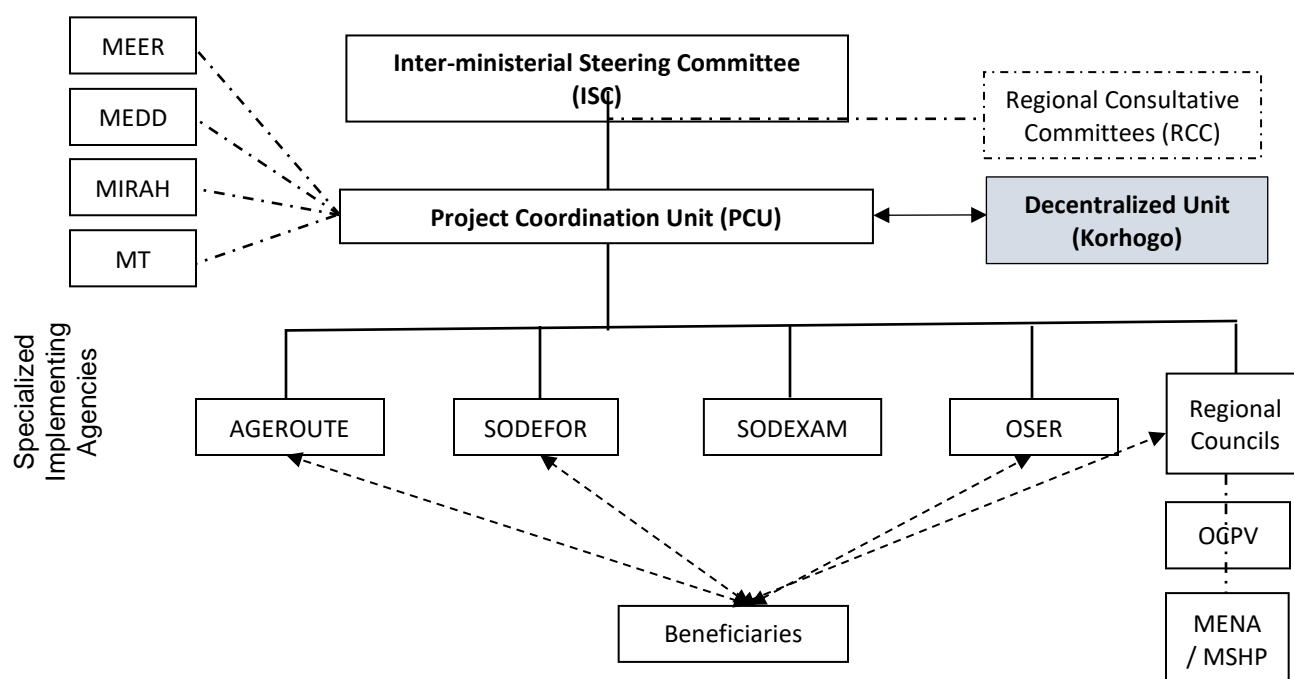 MEER
MEDD
MIRAH
MT
Inter-ministerial Steering Committee
(ISC)
Regional Consultative
Committees (RCC)
Project Coordination Unit (PCU)
Decentralized Unit
(Korhogo)
Specialized
Implementing
Agencies
AGEROUTE
SODEFOR
SODEXAM
OSER
Regional
Councils
OCPV
MENA
/ MSHP
Beneficiaries